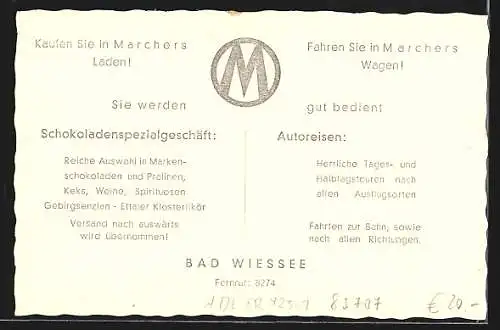 Kaufen Sie in Marchers
Laden!
M
Fahren Sie in Marchers
Wagen!
Sie werden
gut bedient
Schokoladenspezialgeschäft:
Reiche Auswahl in Marken-
schokoladen und Pralinen,
Keks, Weine, Spirituosen
Gebirgsenzian - Ettaler Klosterlikör
Versand nach auswärts
wird übernommen!
Autoreisen:
Herrliche Tages- und
Halbtagstouren nach
allen Ausflugsorten
Fahrten zur Bahn, sowie
nach allen Richtungen.
BAD WIESSEE
Fernruf: 8274
83707
€ 20.-